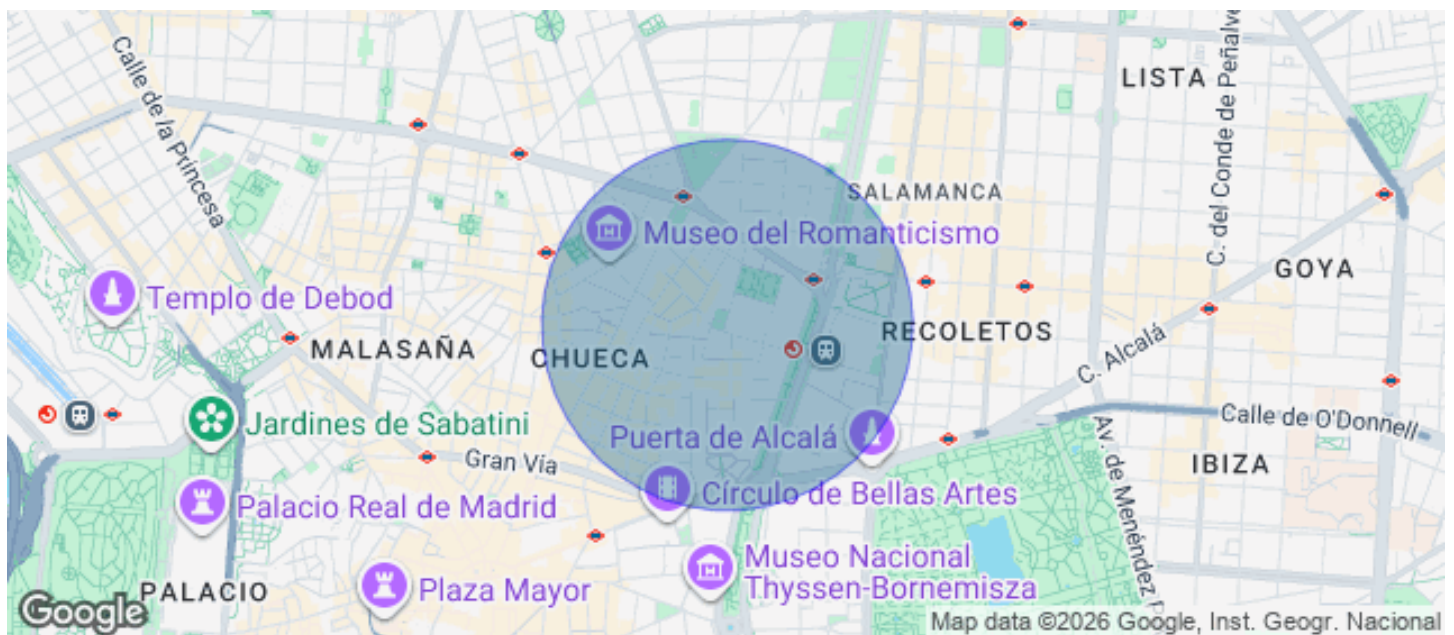 Calle de la Princesa
LISTA
C. del Conde de Peñalve
SALAMANCA
Museo del Romanticismo
GOYA
Templo de Debod
MALASAÑA
CHUECA
RECOLETOS
C. Alcalá
Jardines de Sabatini
Puerta de Alcalá
Calle de O'Donnell
Gran Vía
IBIZA
Av. de Menéndez P
Palacio Real de Madrid
Círculo de Bellas Artes
Museo Nacional
Thyssen-Bornemisza
PALACIO
Plaza Mayor
Google
Map data ©2026 Google, Inst. Geogr. Nacional